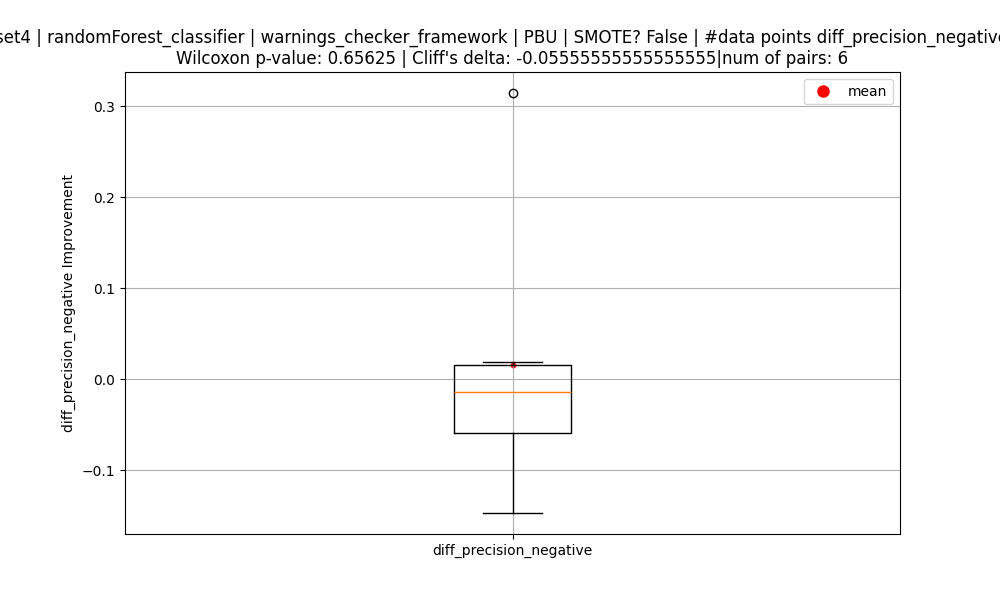 set4 | randomForest_classifier | warnings_checker_framework | PBU | SMOTE? False | #data points diff_precision_negative
Wilcoxon p-value: 0.65625 | Cliff's delta: -0.05555555555555555|num of pairs: 6
mean
diff_precision_negative Improvement
0.3
0.2
0.1
0.0
−0.1
diff_precision_negative